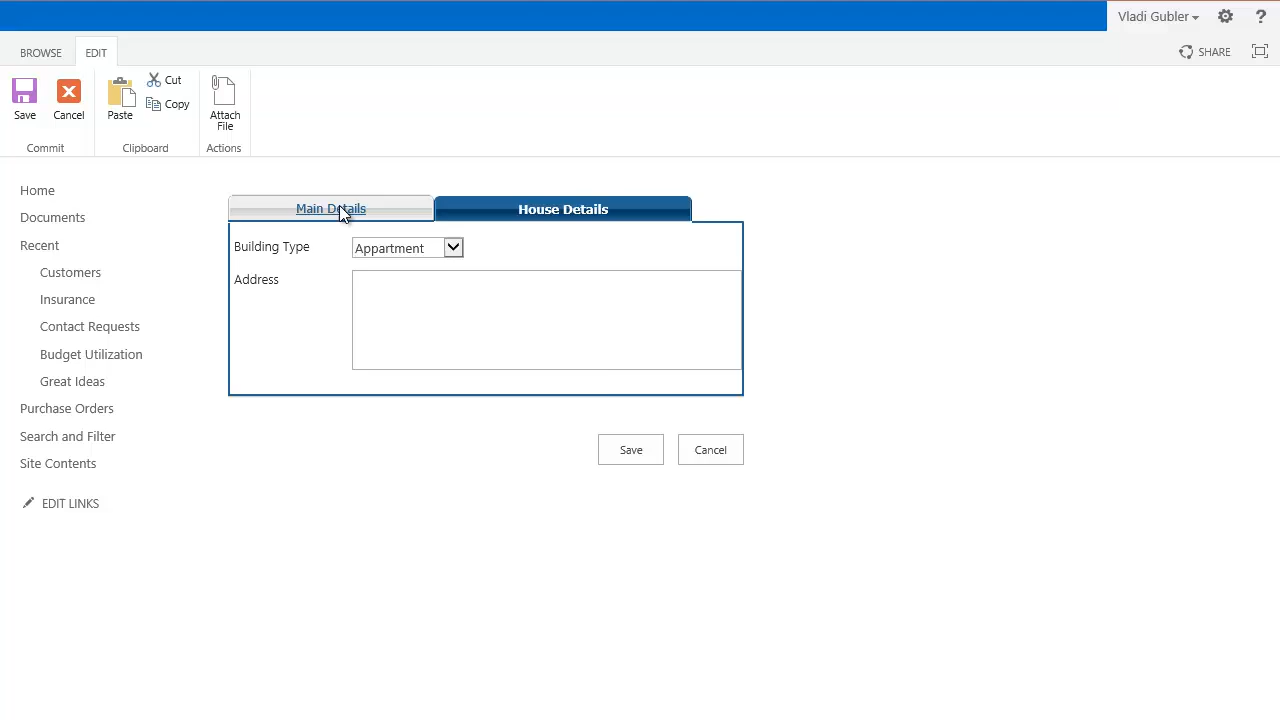 Vladi Gubler
?
BROWSE
EDIT
SHARE
Save
Cancel
Paste
Cut
Copy
Attach
File
Commit
Clipboard
Actions
Home
Documents
Recent
Customers
Insurance
Contact Requests
Budget Utilization
Great Ideas
Purchase Orders
Search and Filter
Site Contents
EDIT LINKS
Main Details
House Details
Building Type
Appartment
Address
Save
Cancel